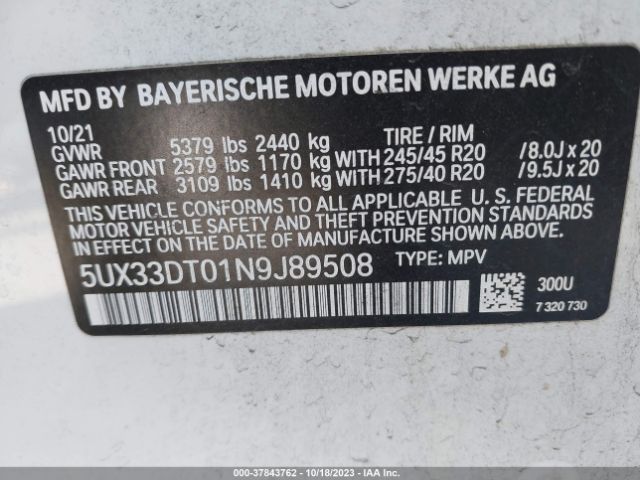 MFD BY BAYERISCHE MOTOREN WERKE AG
10/21
GVWR 5379 lbs 2440 kg TIRE / RIM
GAWR FRONT 2579 lbs 1170 kg WITH 245/45 R20 /8.0J x 20
GAWR REAR 3109 lbs 1410 kg WITH 275/40 R20 /9.5J x 20
THIS VEHICLE CONFORMS TO ALL APPLICABLE U. S. FEDERAL
MOTOR VEHICLE SAFETY AND THEFT PREVENTION STANDARDS
IN EFFECT ON THE DATE OF MANUFACTURE SHOWN ABOVE.
5UX33DT01N9J89508 TYPE: MPV
300U
7 320 730
000-37843762 - 10/18/2023 - IAA Inc.